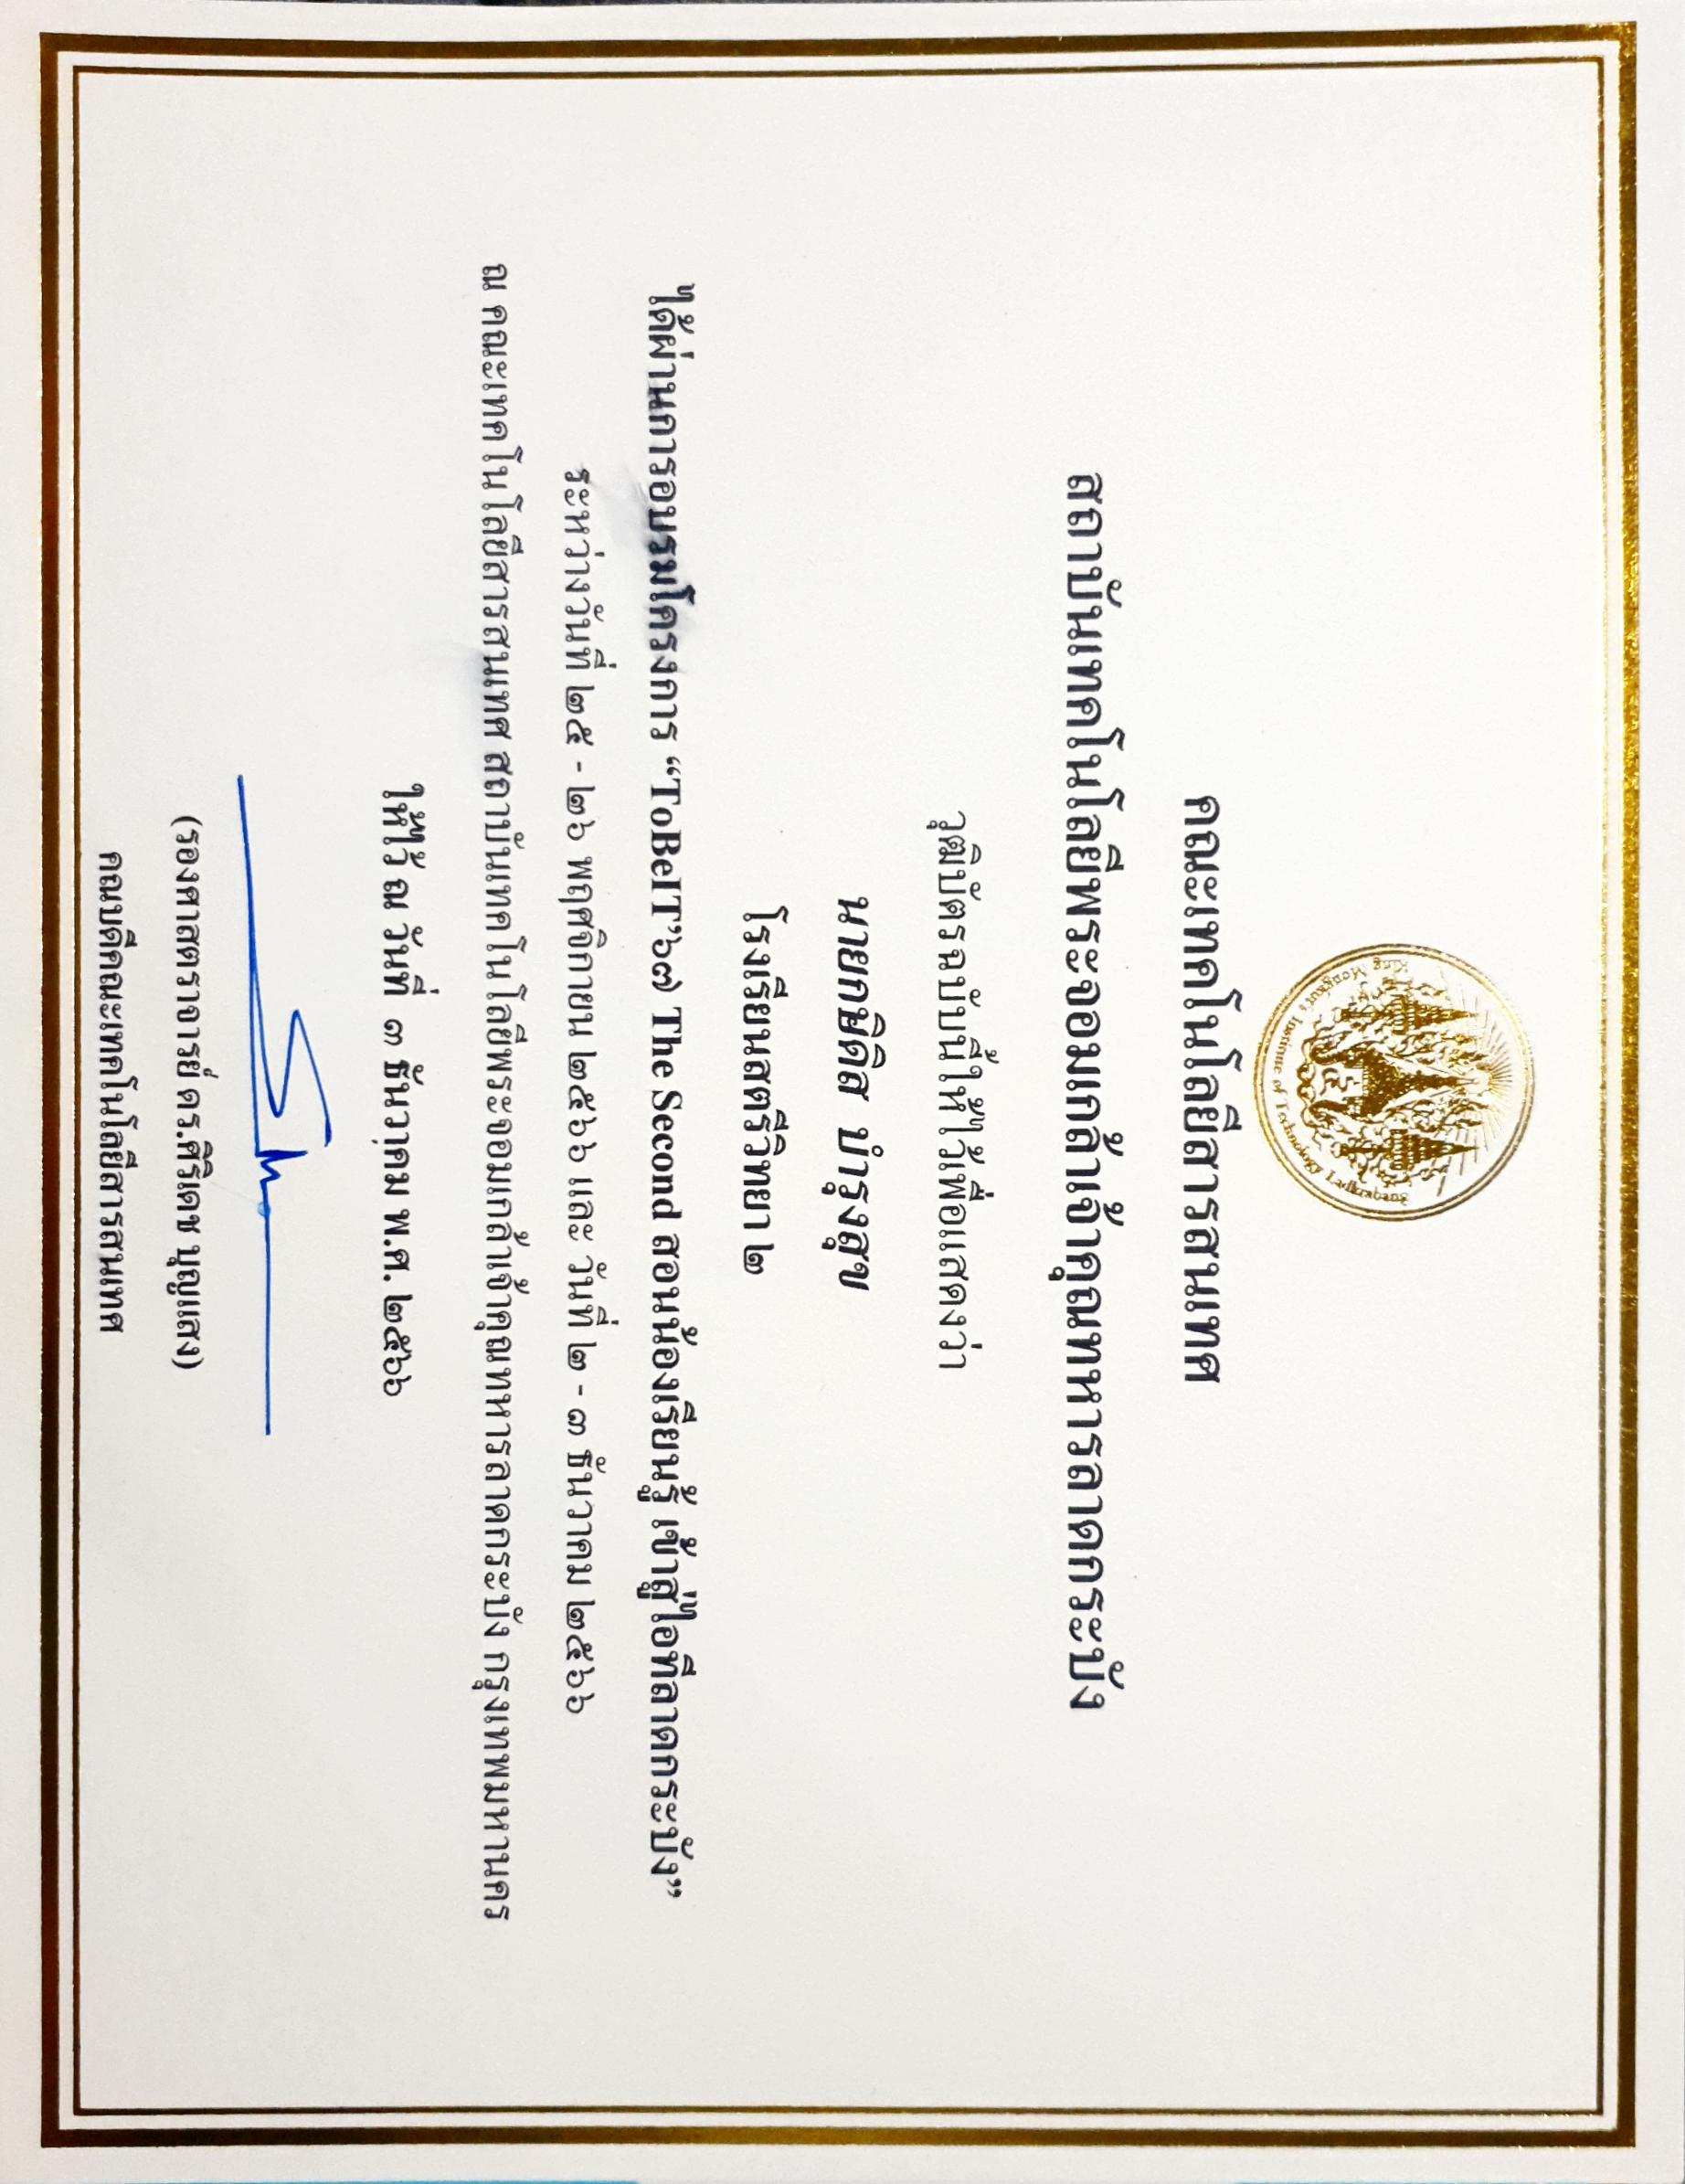 King Mongkut's Institute of Technology Ladkrabang
คณะเทคโนโลยีสารสนเทศ
สถาบันเทคโนโลยีพระจอมเกล้าเจ้าคุณทหารลาดกระบัง
วุฒิบัตรฉบับนี้ให้ไว้เพื่อแสดงว่า
นายกษิดิส บำรุงสุข
โรงเรียนสตรีวิทยา ๒
ได้ผ่านการอบรมโครงการ “ToBeIT’๖๗ The Second สอนน้องเรียนรู้ เข้าสู่ไอทีลาดกระบัง”
ระหว่างวันที่ ๒๕ - ๒๖ พฤศจิกายน ๒๕๖๖ และ วันที่ ๒ - ๓ ธันวาคม ๒๕๖๖
ณ คณะเทคโนโลยีสารสนเทศ สถาบันเทคโนโลยีพระจอมเกล้าเจ้าคุณทหารลาดกระบัง กรุงเทพมหานคร
ให้ไว้ ณ วันที่ ๓ ธันวาคม พ.ศ. ๒๕๖๖
(รองศาสตราจารย์ ดร.ศิริเดช บุญแสง)
คณบดีคณะเทคโนโลยีสารสนเทศ